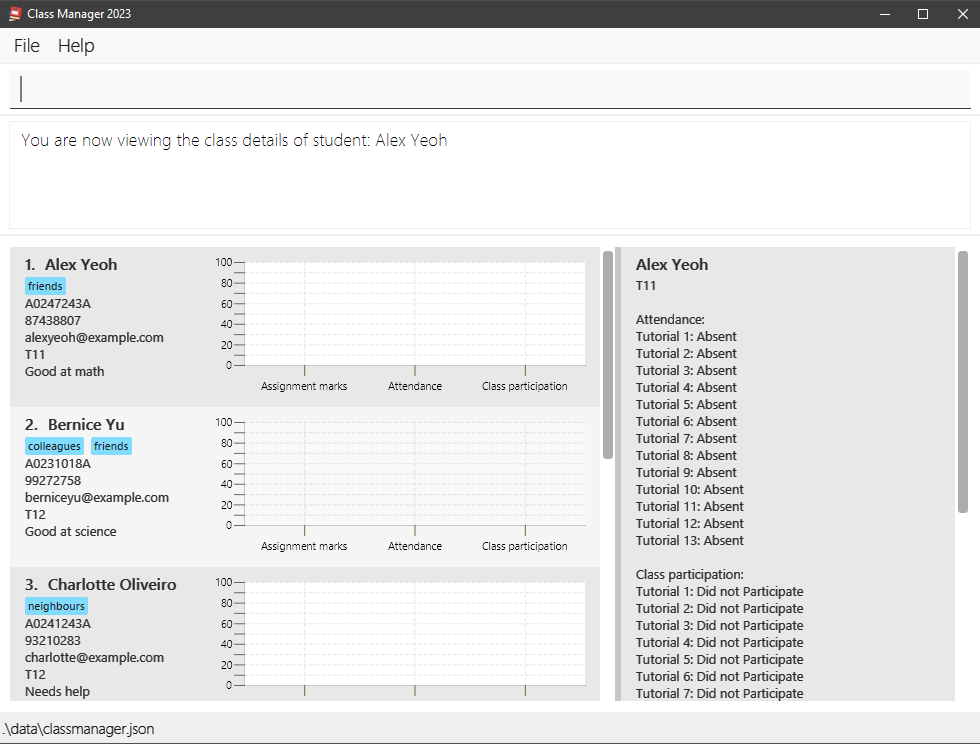 Class Manager 2023
File Help
You are now viewing the class details of student: Alex Yeoh
1. Alex Yeoh
friends
A0247243A
87438807
alexyeoh@example.com
T11
Good at math
100
80
60
40
20
0
Assignment marks Attendance Class participation
2. Bernice Yu
colleagues friends
A0231018A
99272758
berniceyu@example.com
T12
Good at science
100
80
60
40
20
0
Assignment marks Attendance Class participation
3. Charlotte Oliveiro
neighbours
A0241243A
93210283
charlotte@example.com
T12
Needs help
100
80
60
40
20
0
Alex Yeoh
T11
Attendance:
Tutorial 1: Absent
Tutorial 2: Absent
Tutorial 3: Absent
Tutorial 4: Absent
Tutorial 5: Absent
Tutorial 6: Absent
Tutorial 7: Absent
Tutorial 8: Absent
Tutorial 9: Absent
Tutorial 10: Absent
Tutorial 11: Absent
Tutorial 12: Absent
Tutorial 13: Absent
Class participation:
Tutorial 1: Did not Participate
Tutorial 2: Did not Participate
Tutorial 3: Did not Participate
Tutorial 4: Did not Participate
Tutorial 5: Did not Participate
Tutorial 6: Did not Participate
Tutorial 7: Did not Participate
.\data\classmanager.json